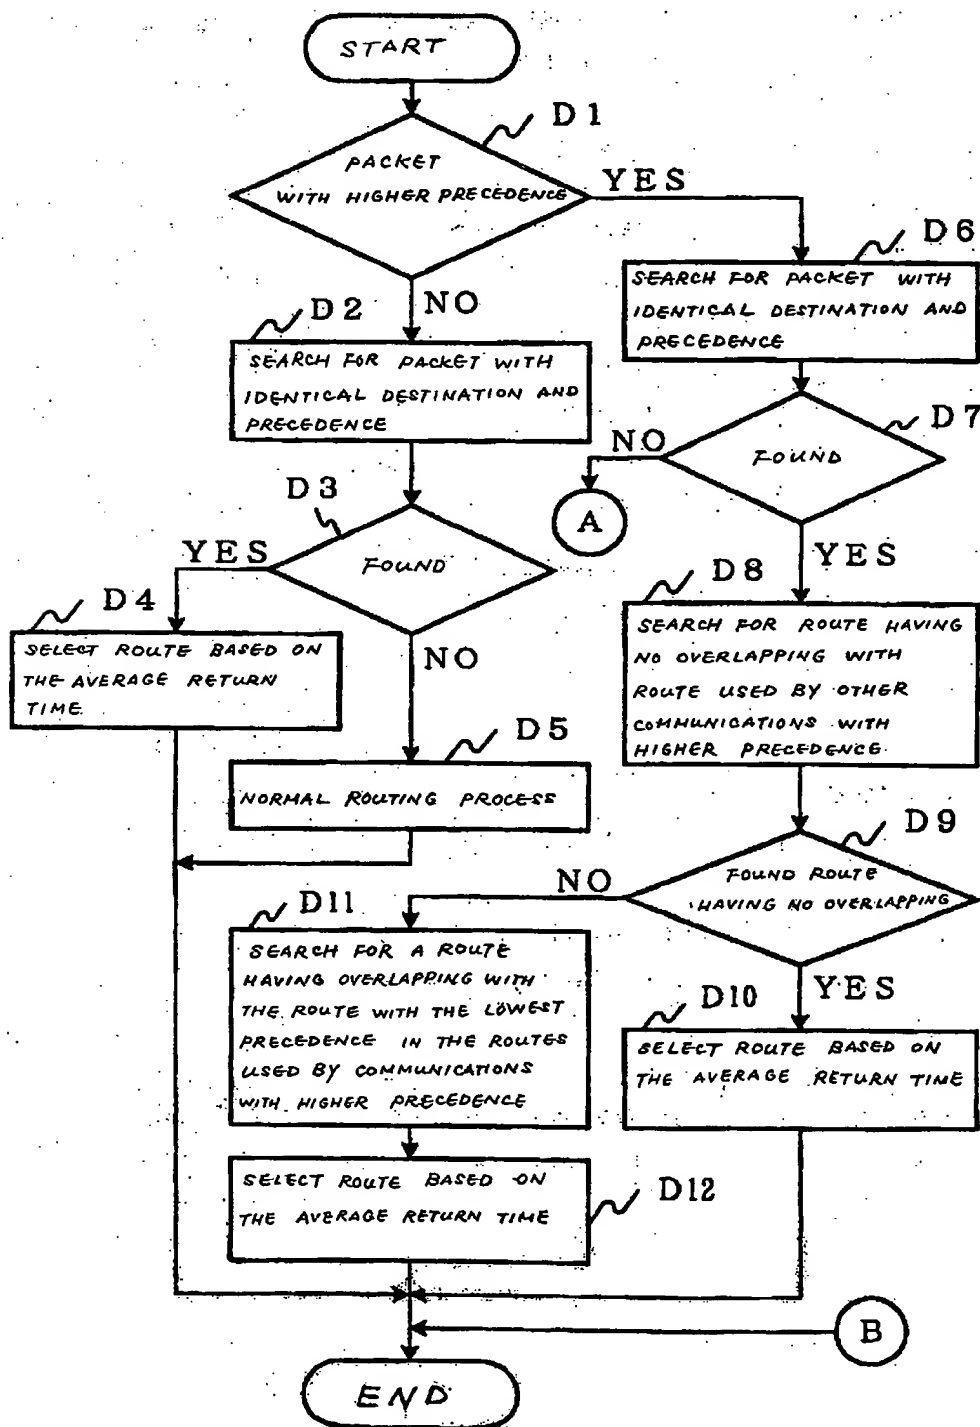 START
D1
PACKET
WITH HIGHER PRECEDENCE
YES
NO
D6
SEARCH FOR PACKET WITH
IDENTICAL DESTINATION AND
PRECEDENCE
D2
SEARCH FOR PACKET WITH
IDENTICAL DESTINATION AND
PRECEDENCE
D7
FOUND
NO
A
YES
D3
FOUND
YES
NO
D4
SELECT ROUTE BASED ON
THE AVERAGE RETURN
TIME.
D8
SEARCH FOR ROUTE HAVING
NO OVERLAPPING WITH
ROUTE USED BY OTHER
COMMUNICATIONS WITH
HIGHER PRECEDENCE.
D5
NORMAL ROUTING PROCESS
D9
FOUND ROUTE
HAVING NO OVERLAPPING
NO
YES
D11
SEARCH FOR A ROUTE
HAVING OVERLAPPING WITH
THE ROUTE WITH THE LOWEST
PRECEDENCE IN THE ROUTES
USED BY COMMUNICATIONS
WITH HIGHER PRECEDENCE
D10
SELECT ROUTE BASED ON
THE AVERAGE RETURN TIME
D12
SELECT ROUTE BASED ON
THE AVERAGE RETURN TIME
B
END